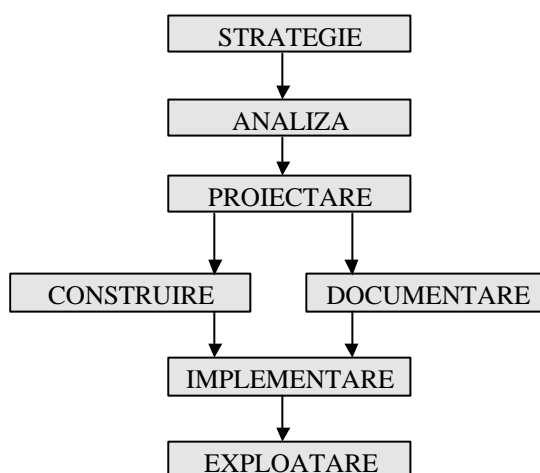 STRATEGIE
ANALIZA
PROIECTARE
CONSTRUIRE
DOCUMENTARE
IMPLEMENTARE
EXPLOATARE